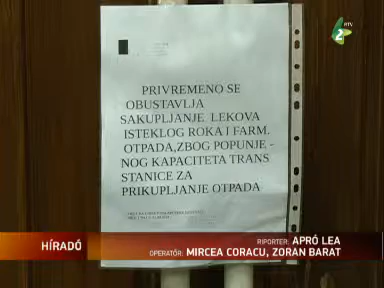 RTV
2
PRIVREMENO SE
OBUSTAVLJA
SAKUPLJANJE LEKOVA
ISTEKLOG ROKA I FARM.
OTPADA,ZBOG POPUNJE -
NOG KAPACITETA TRANS
STANICE ZA
PRIKUPLJANJE OTPADA
HÍRADÓ
RIPORTER: APRÓ LEA
OPERATŐR: MIRCEA CORACU, ZORAN BARAT